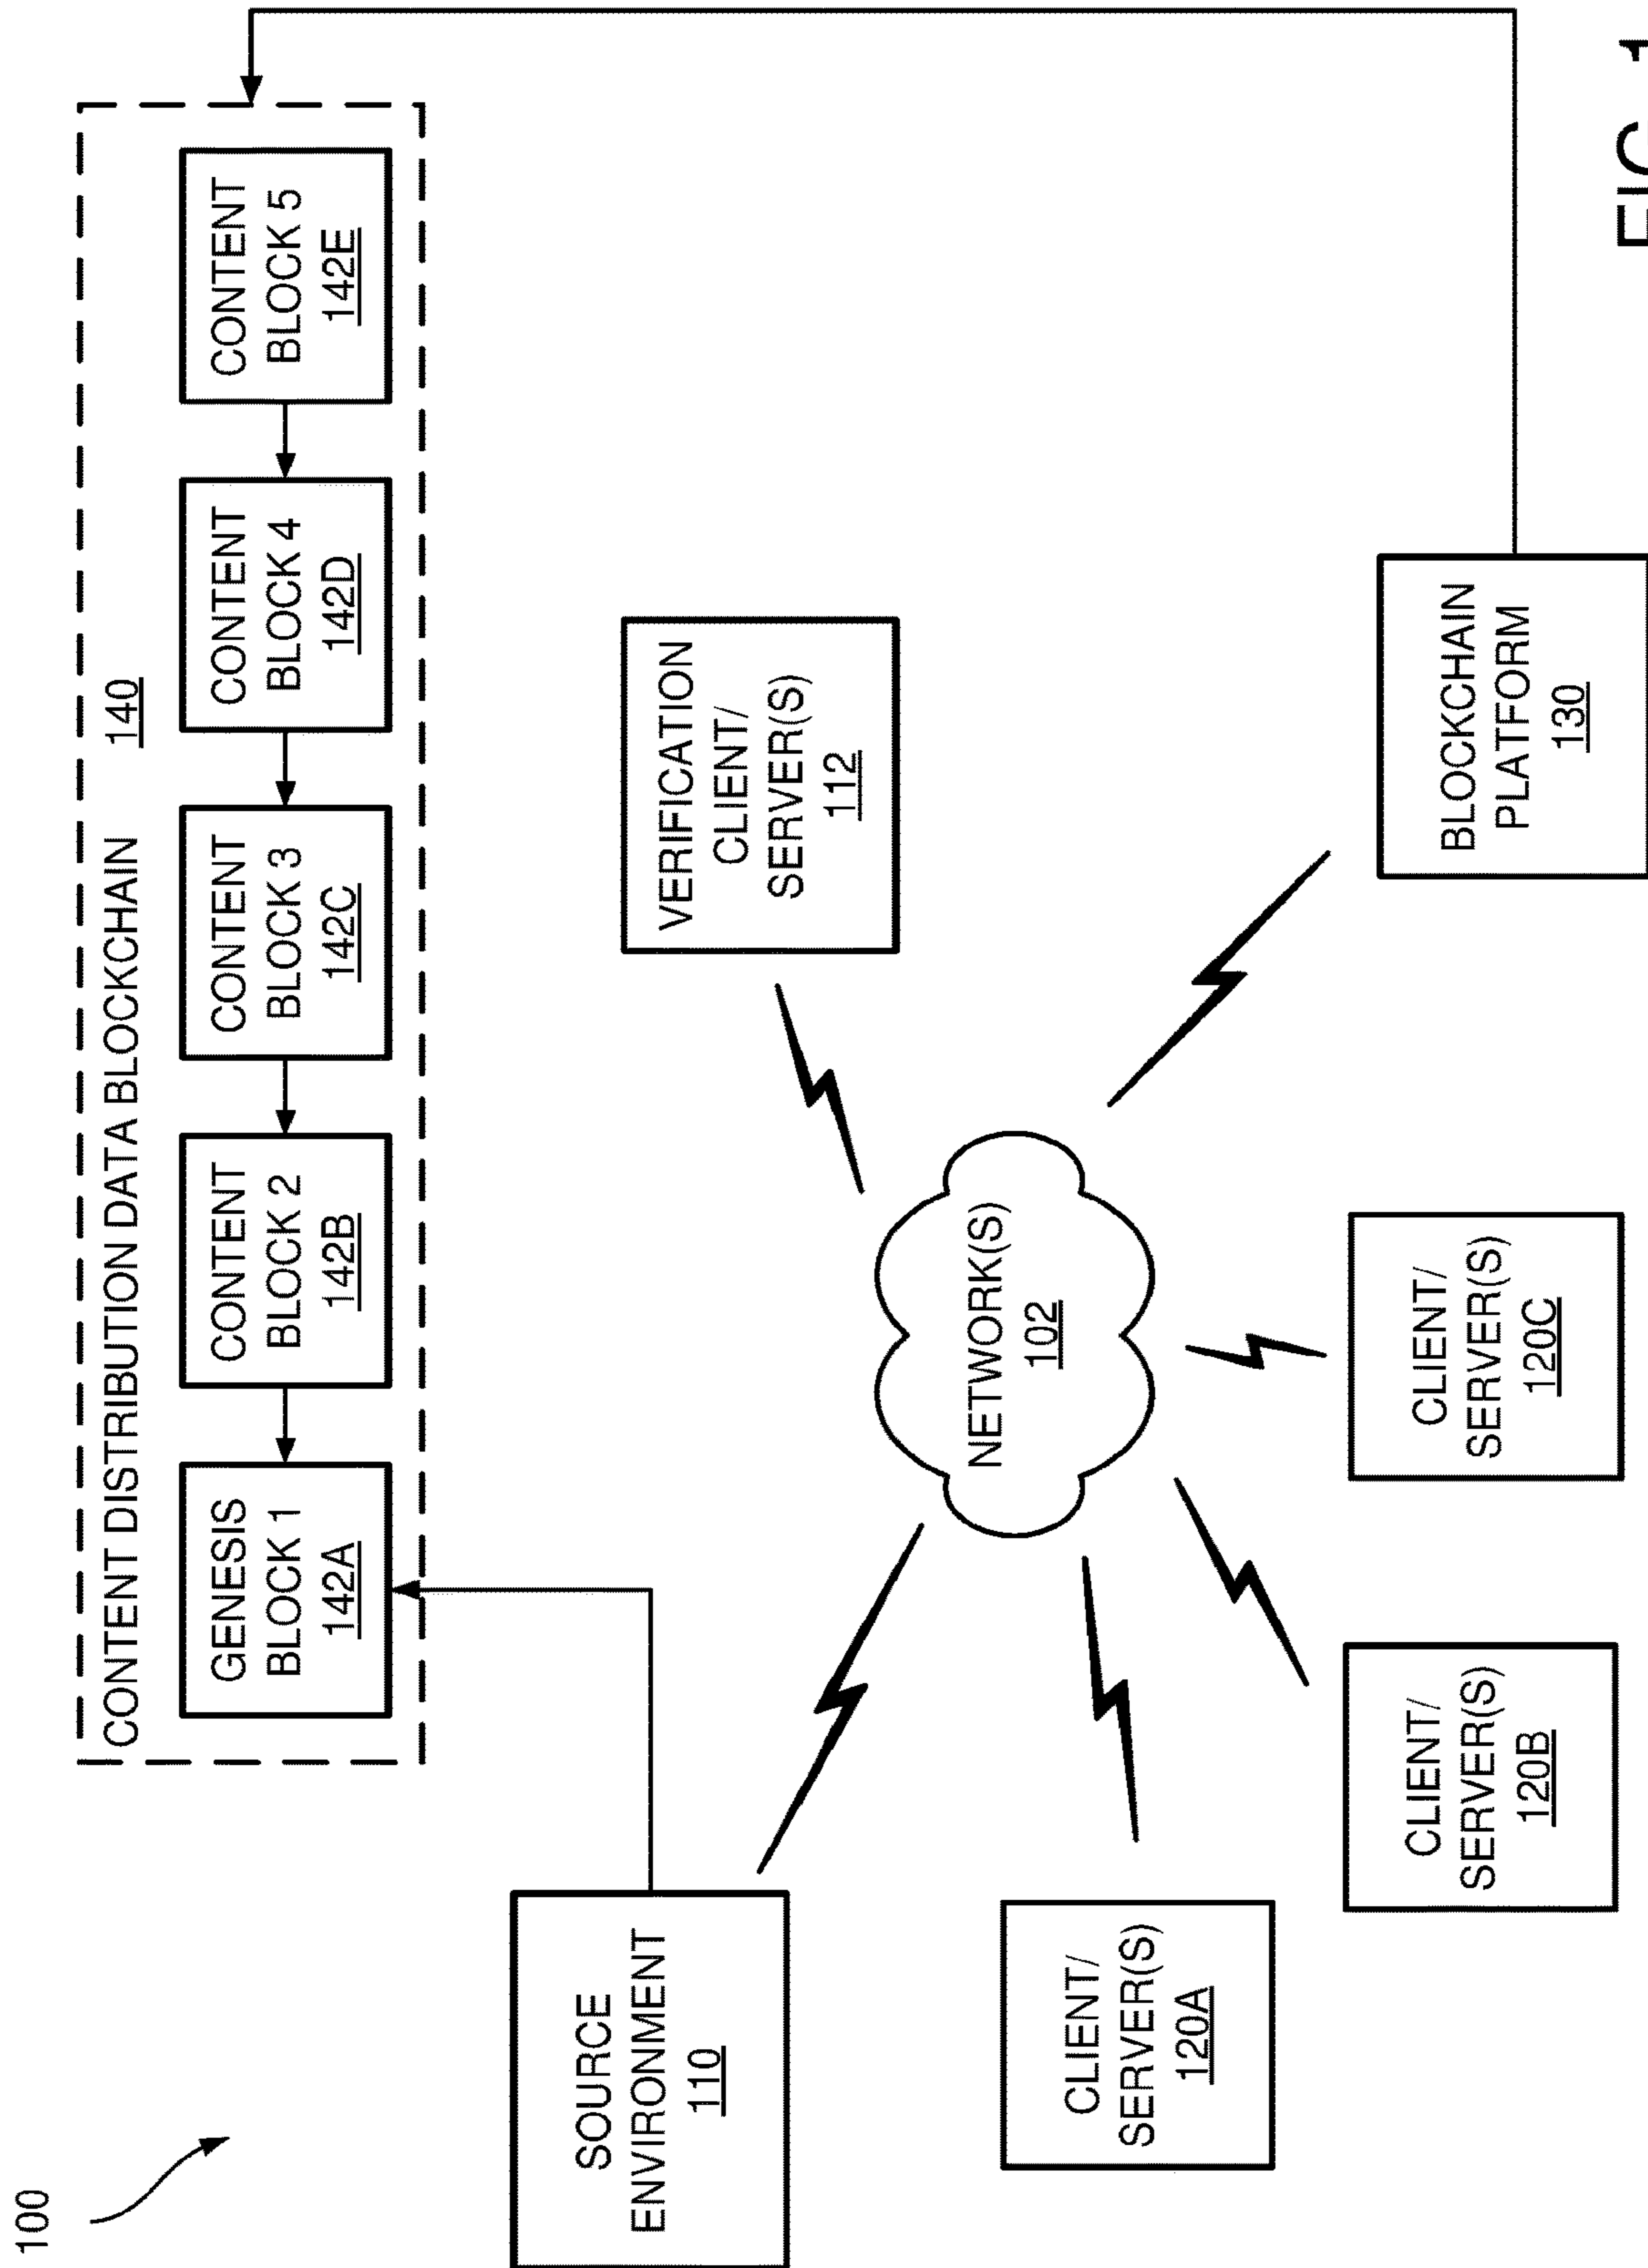 100
CONTENT DISTRIBUTION DATA BLOCKCHAIN 140
GENESIS
BLOCK 1
142A
CONTENT
BLOCK 2
142B
CONTENT
BLOCK 3
142C
CONTENT
BLOCK 4
142D
CONTENT
BLOCK 5
142E
SOURCE
ENVIRONMENT
110
VERIFICATION
CLIENT/
SERVER(S)
112
NETWORK(S)
102
CLIENT/
SERVER(S)
120A
CLIENT/
SERVER(S)
120B
CLIENT/
SERVER(S)
120C
BLOCKCHAIN
PLATFORM
130
FIG. 1